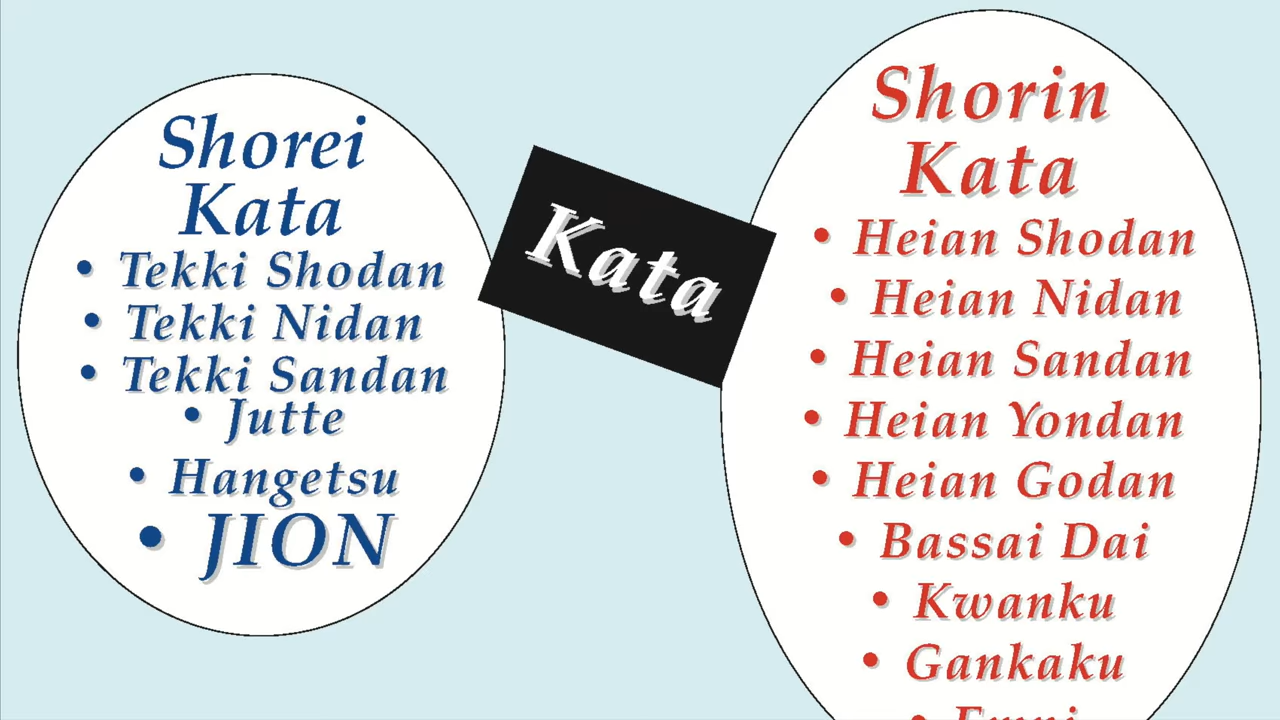 Shorei
Kata
• Tekki Shodan
• Tekki Nidan
• Tekki Sandan
• Jutte
• Hangetsu
• JION
Kata
Shorin
Kata
• Heian Shodan
• Heian Nidan
• Heian Sandan
• Heian Yondan
• Heian Godan
• Bassai Dai
• Kwanku
• Gankaku